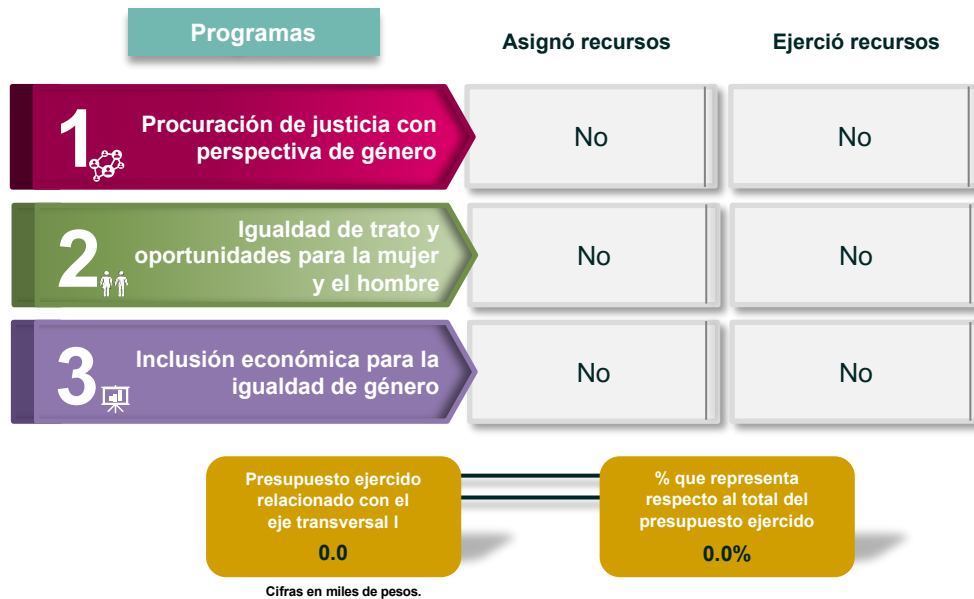 Programas
Asignó recursos
Ejerció recursos
1
Procuración de justicia con
perspectiva de género
No
No
2
Igualdad de trato y
oportunidades para la mujer
y el hombre
No
No
3
Inclusión económica para la
igualdad de género
No
No
Presupuesto ejercido
relacionado con el
eje transversal I
0.0
% que representa
respecto al total del
presupuesto ejercido
0.0%
Cifras en miles de pesos.